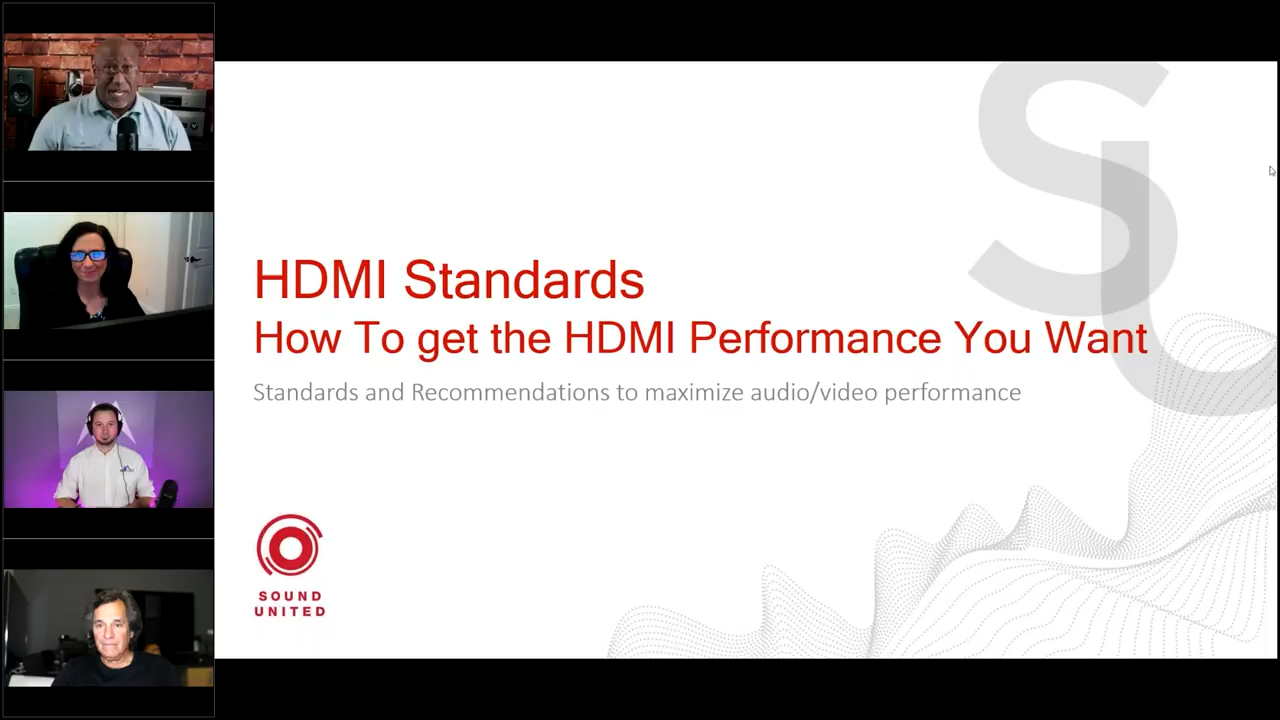 HDMI Standards
How To get the HDMI Performance You Want
Standards and Recommendations to maximize audio/video performance
SOUND
UNITED